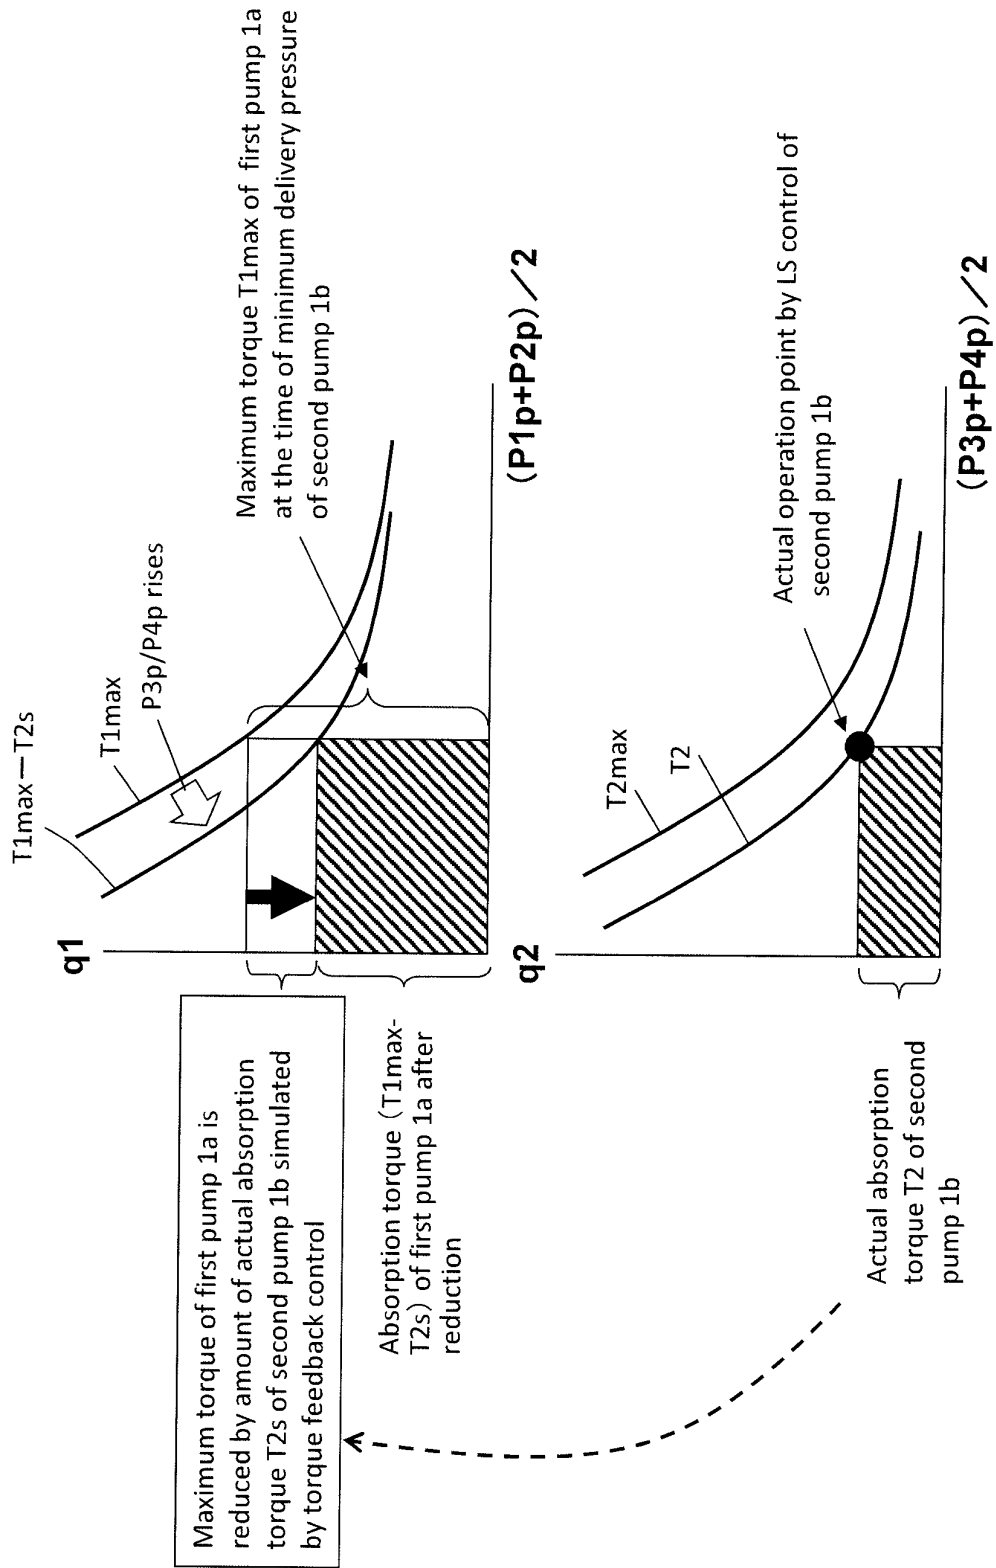 T1max—T2s
T1max
P3p/P4p rises
Maximum torque T1max of first pump 1a
at the time of minimum delivery pressure
of second pump 1b
q1
(P1p+P2p)/2
Maximum torque of first pump 1a is
reduced by amount of actual absorption
torque T2s of second pump 1b simulated
by torque feedback control
Absorption torque (T1max-
T2s) of first pump 1a after
reduction
q2
T2max
T2
Actual operation point by LS control of
second pump 1b
(P3p+P4p)/2
Actual absorption
torque T2 of second
pump 1b